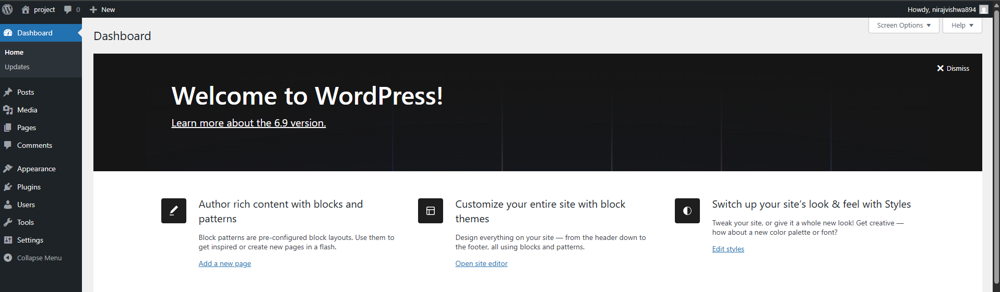 project
0
New
Howdy, nirajvishwa894
Dashboard
Home
Updates
Posts
Media
Pages
Comments
Appearance
Plugins
Users
Tools
Settings
Collapse Menu
Screen Options
Help
Dashboard
Dismiss
Welcome to WordPress!
Learn more about the 6.9 version.
Author rich content with blocks and
patterns
Block patterns are pre-configured block layouts. Use them to
get inspired or create new pages in a flash.
Add a new page
Customize your entire site with block
themes
Design everything on your site — from the header down to
the footer, all using blocks and patterns.
Open site editor
Switch up your site’s look & feel with Styles
Tweak your site, or give it a whole new look! Get creative —
how about a new color palette or font?
Edit styles